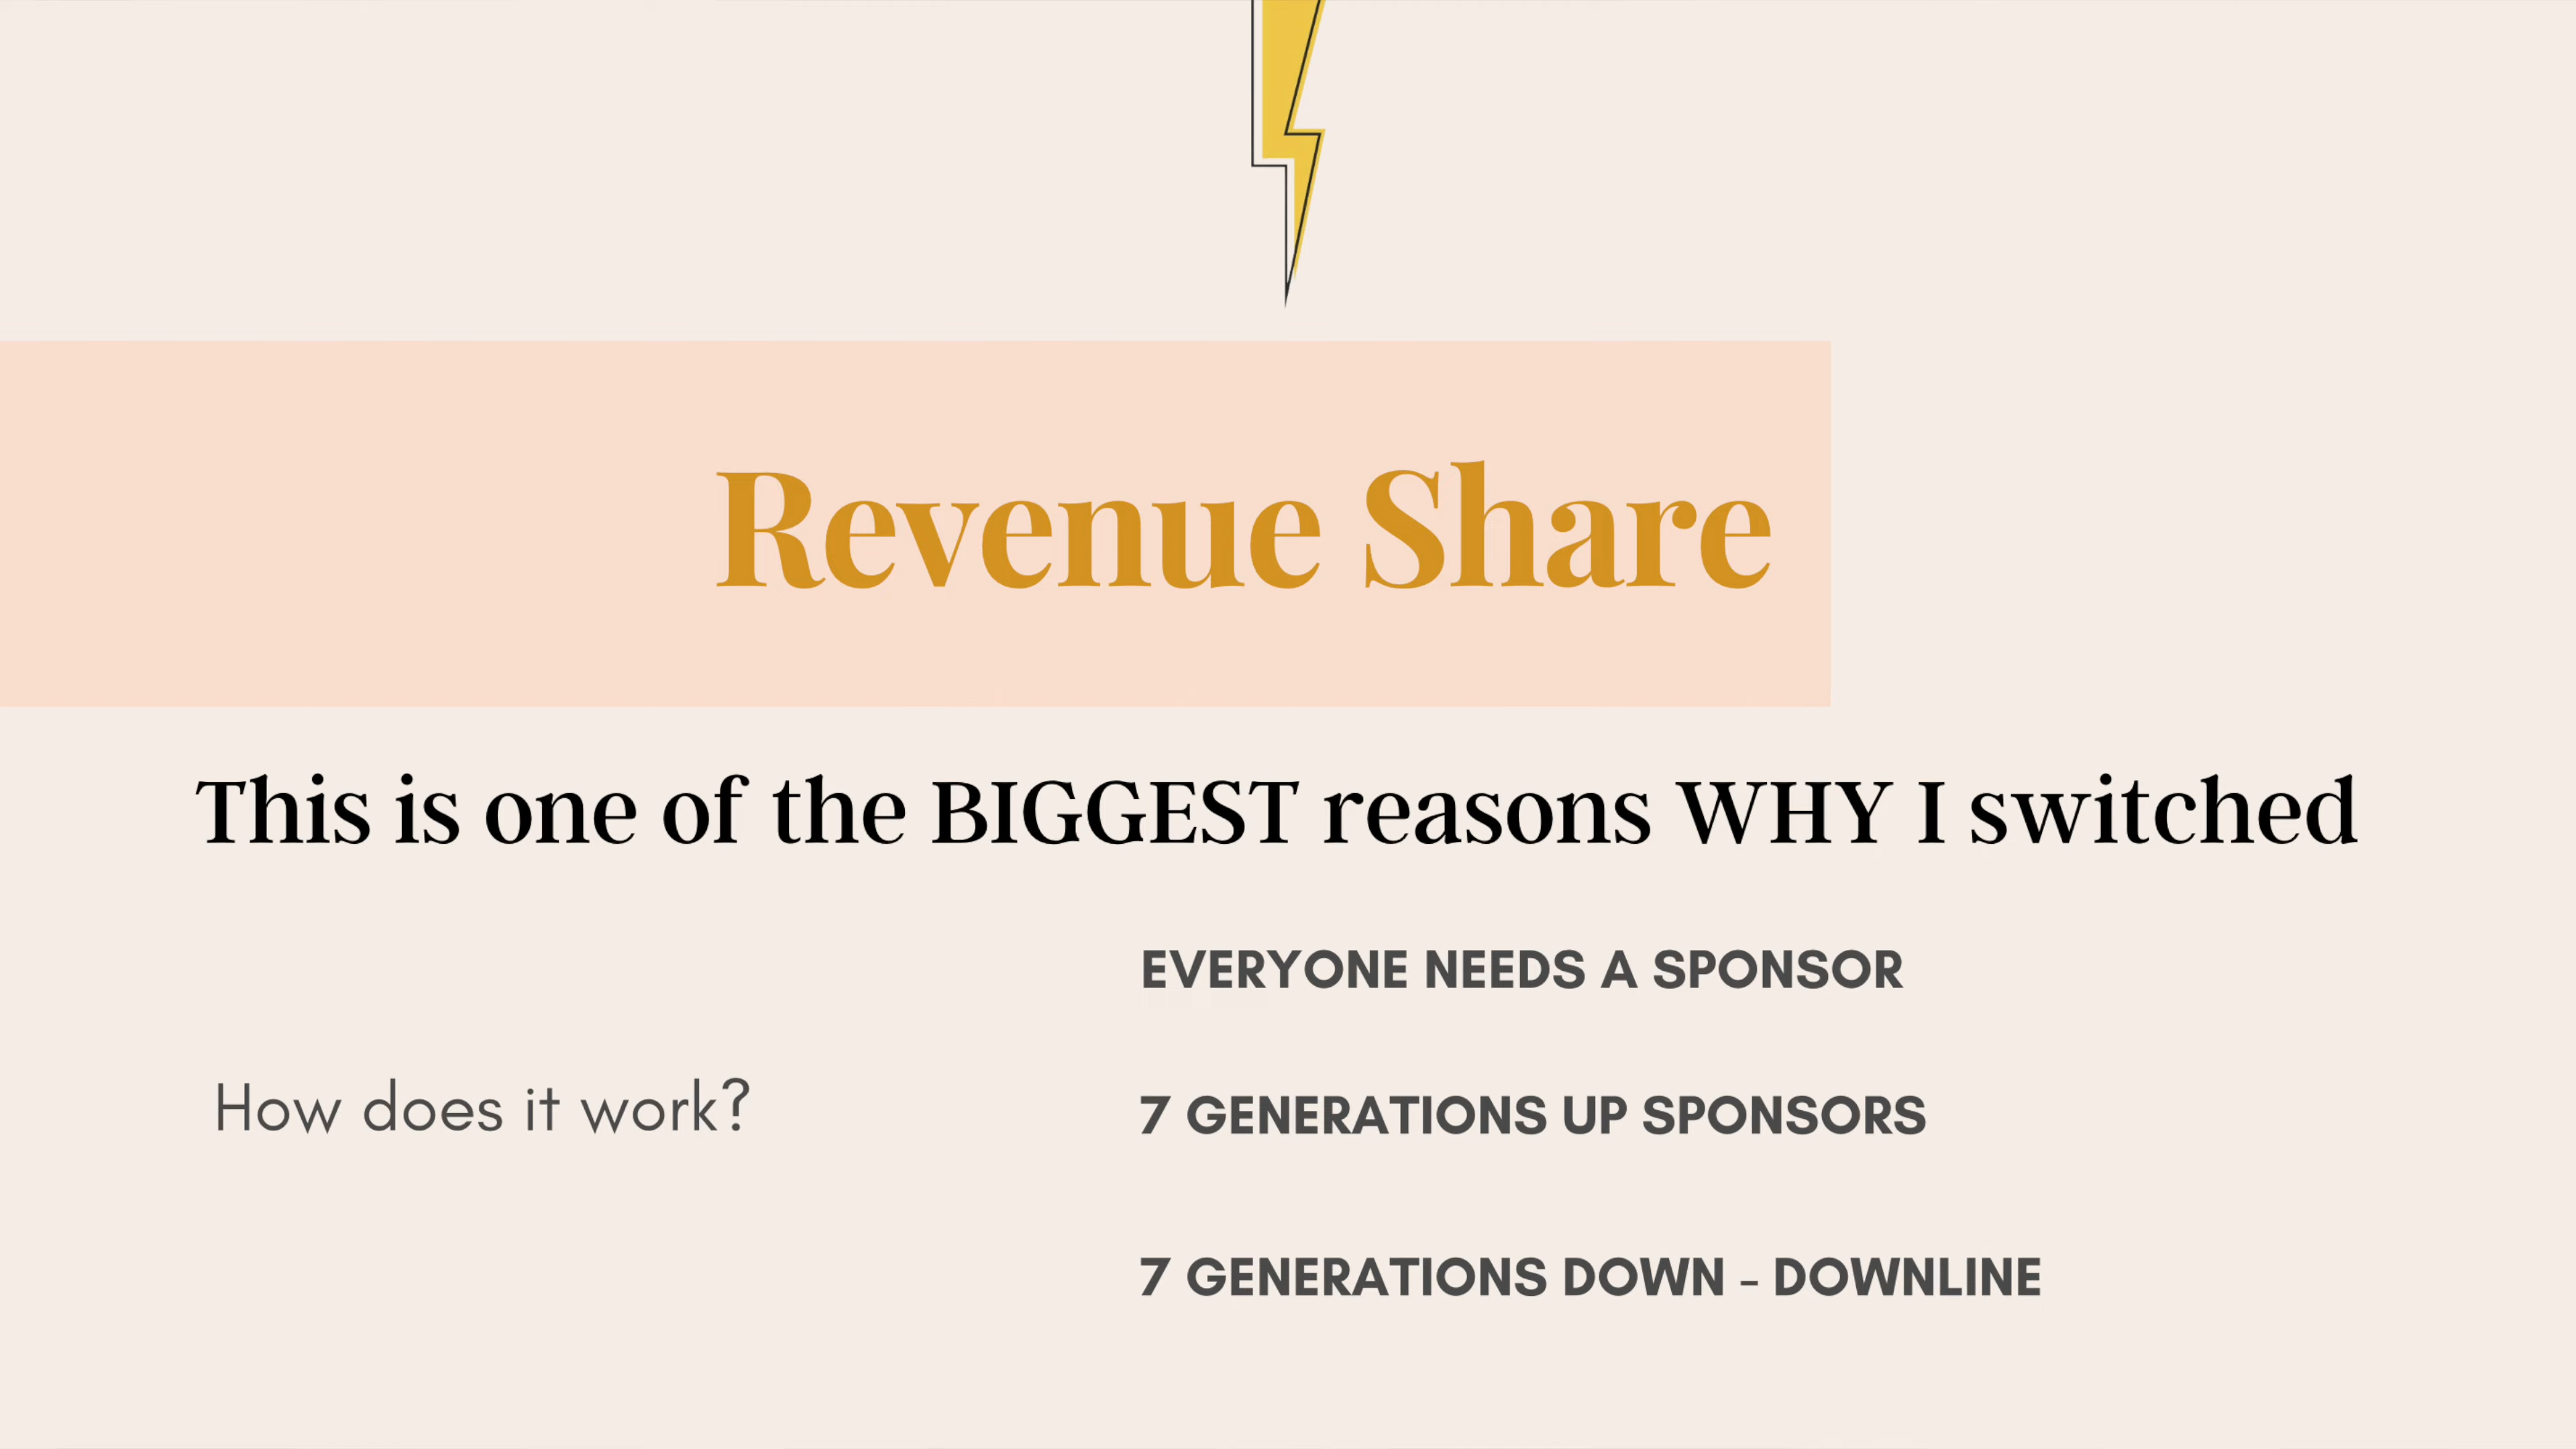 Revenue Share
This is one of the BIGGEST reasons WHY I switched
How does it work?
EVERYONE NEEDS A SPONSOR
7 GENERATIONS UP SPONSORS
7 GENERATIONS DOWN - DOWNLINE